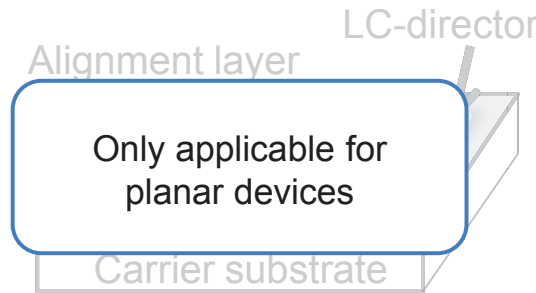 LC-director
Alignment layer
Only applicable for
planar devices
Carrier substrate